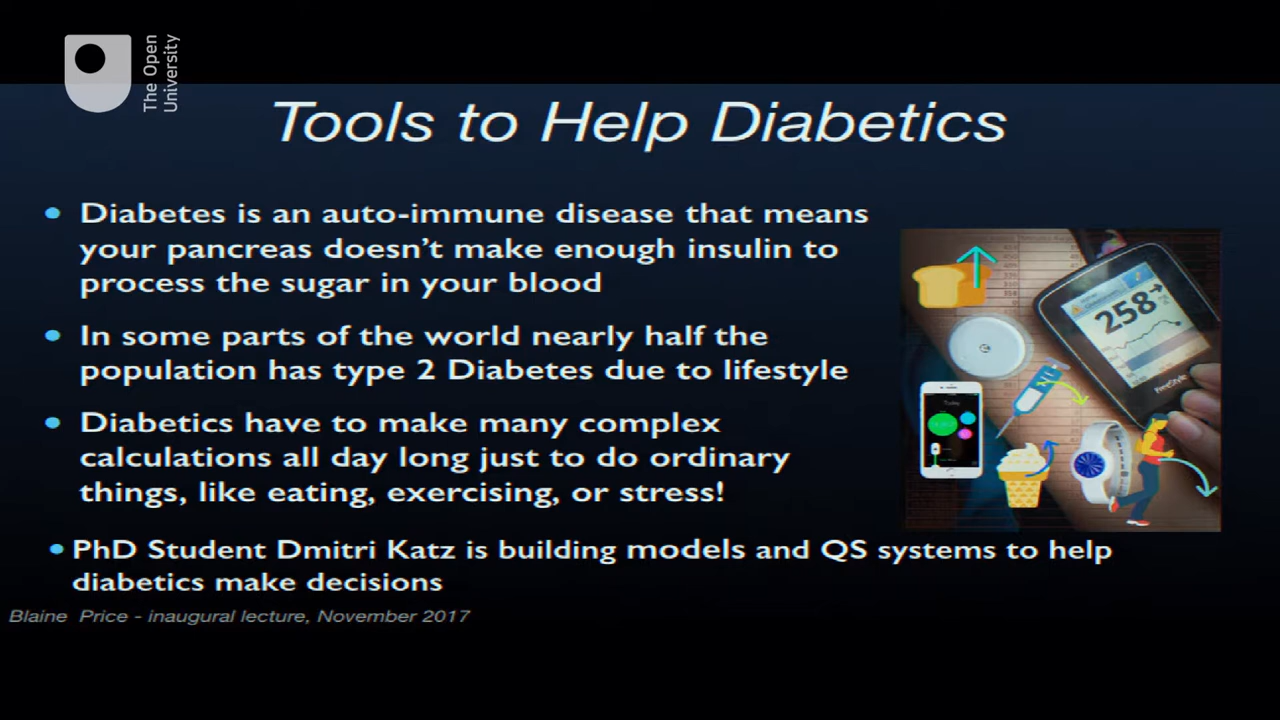 The Open
University
Tools to Help Diabetics
Diabetes is an auto-immune disease that means
your pancreas doesn't make enough insulin to
process the sugar in your blood
In some parts of the world nearly half the
population has type 2 Diabetes due to lifestyle
Diabetics have to make many complex
calculations all day long just to do ordinary
things, like eating, exercising, or stress!
PhD Student Dmitri Katz is building models and QS systems to help
diabetics make decisions
Blaine Price - inaugural lecture, November 2017
258
FreeStyle
Today
IN